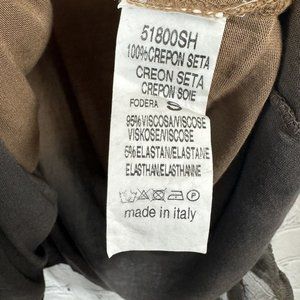 51800SH
100%CREPON SETA
CREON SETA
CREPON SOIE
FODERA
95%VISCOSA/VISCOSE
VISKOSE/VISCOSE
5%ELASTAN/ELASTANE
ELASTHAN/ELASTHANNE
made in italy